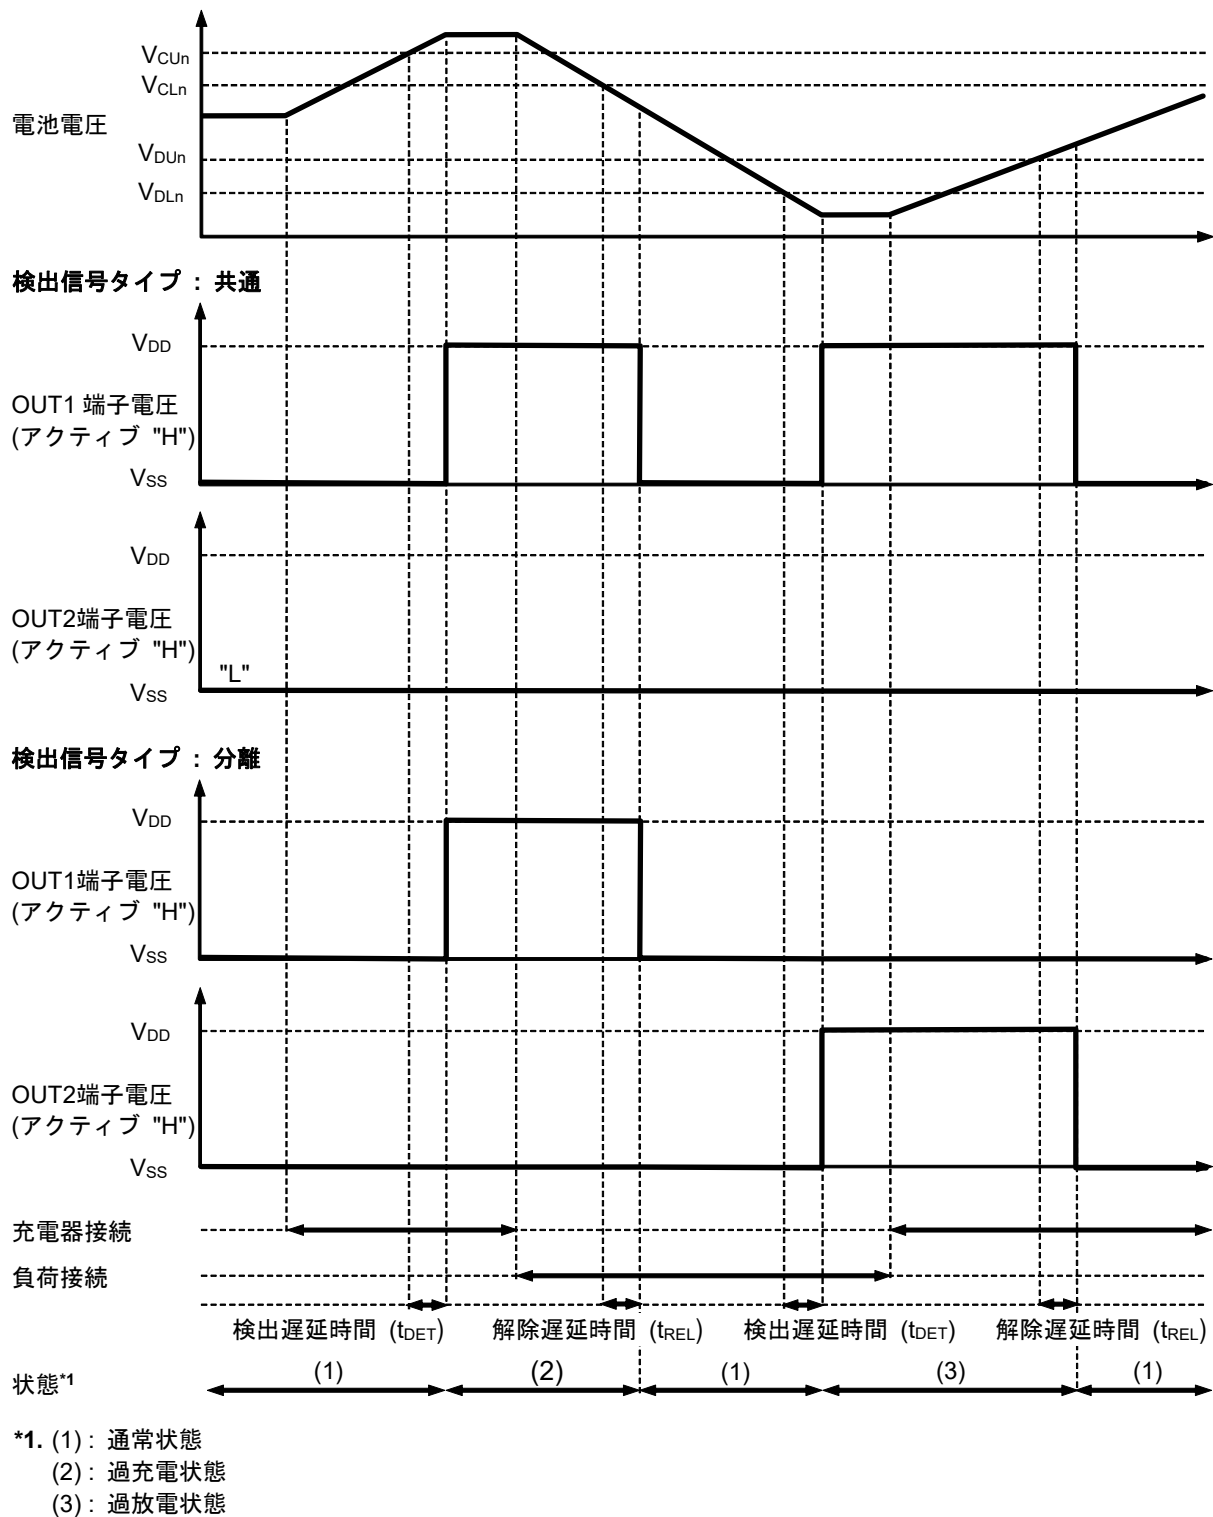 VCUn
VCLn
電池電圧
VDUn
VDLn
検出信号タイプ : 共通
VDD
OUT1 端子電圧
(アクティブ "H")
VSS
VDD
OUT2端子電圧
(アクティブ "H")
"L"
VSS
検出信号タイプ : 分離
VDD
OUT1端子電圧
(アクティブ "H")
VSS
VDD
OUT2端子電圧
(アクティブ "H")
VSS
充電器接続
負荷接続
検出遅延時間 (tDET) 解除遅延時間 (tREL) 検出遅延時間 (tDET) 解除遅延時間 (tREL)
状態*1 (1) (2) (1) (3) (1)
*1. (1) : 通常状態
(2) : 過充電状態
(3) : 過放電状態